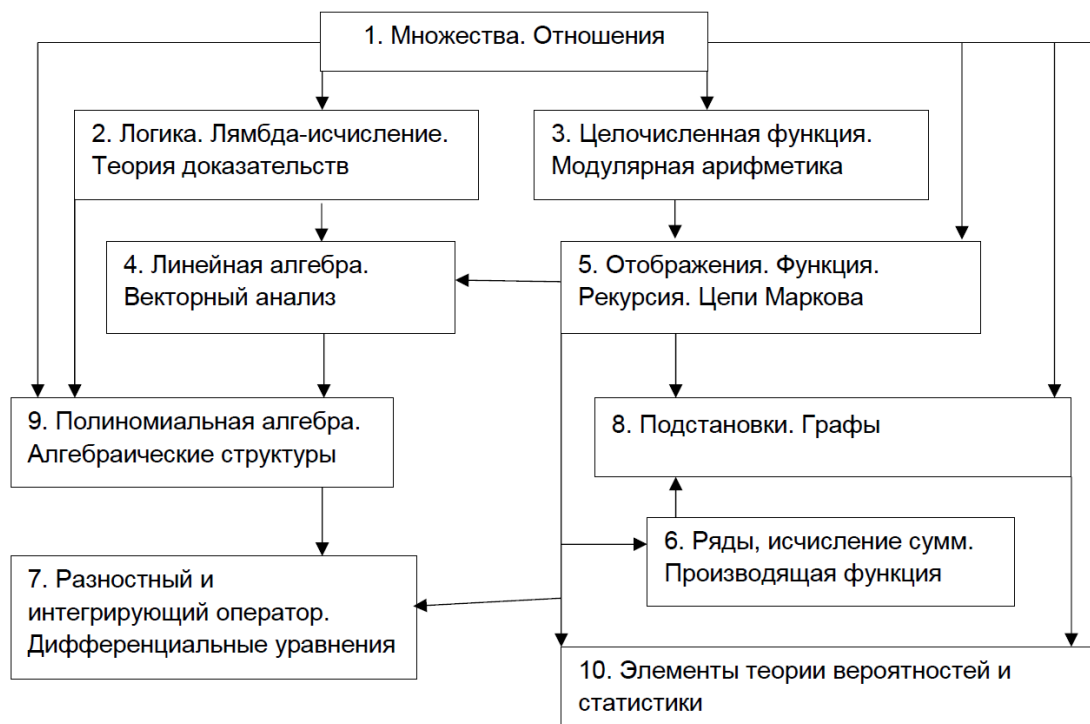 1. Множества. Отношения
2. Логика. Лямбда-исчисление.
Теория доказательств
3. Целочисленная функция.
Модулярная арифметика
4. Линейная алгебра.
Векторный анализ
5. Отображения. Функция.
Рекурсия. Цепи Маркова
9. Полиномиальная алгебра.
Алгебраические структуры
8. Подстановки. Графы
6. Ряды, исчисление сумм.
Производящая функция
7. Разностный и
интегрирующий оператор.
Дифференциальные уравнения
10. Элементы теории вероятностей и
статистики